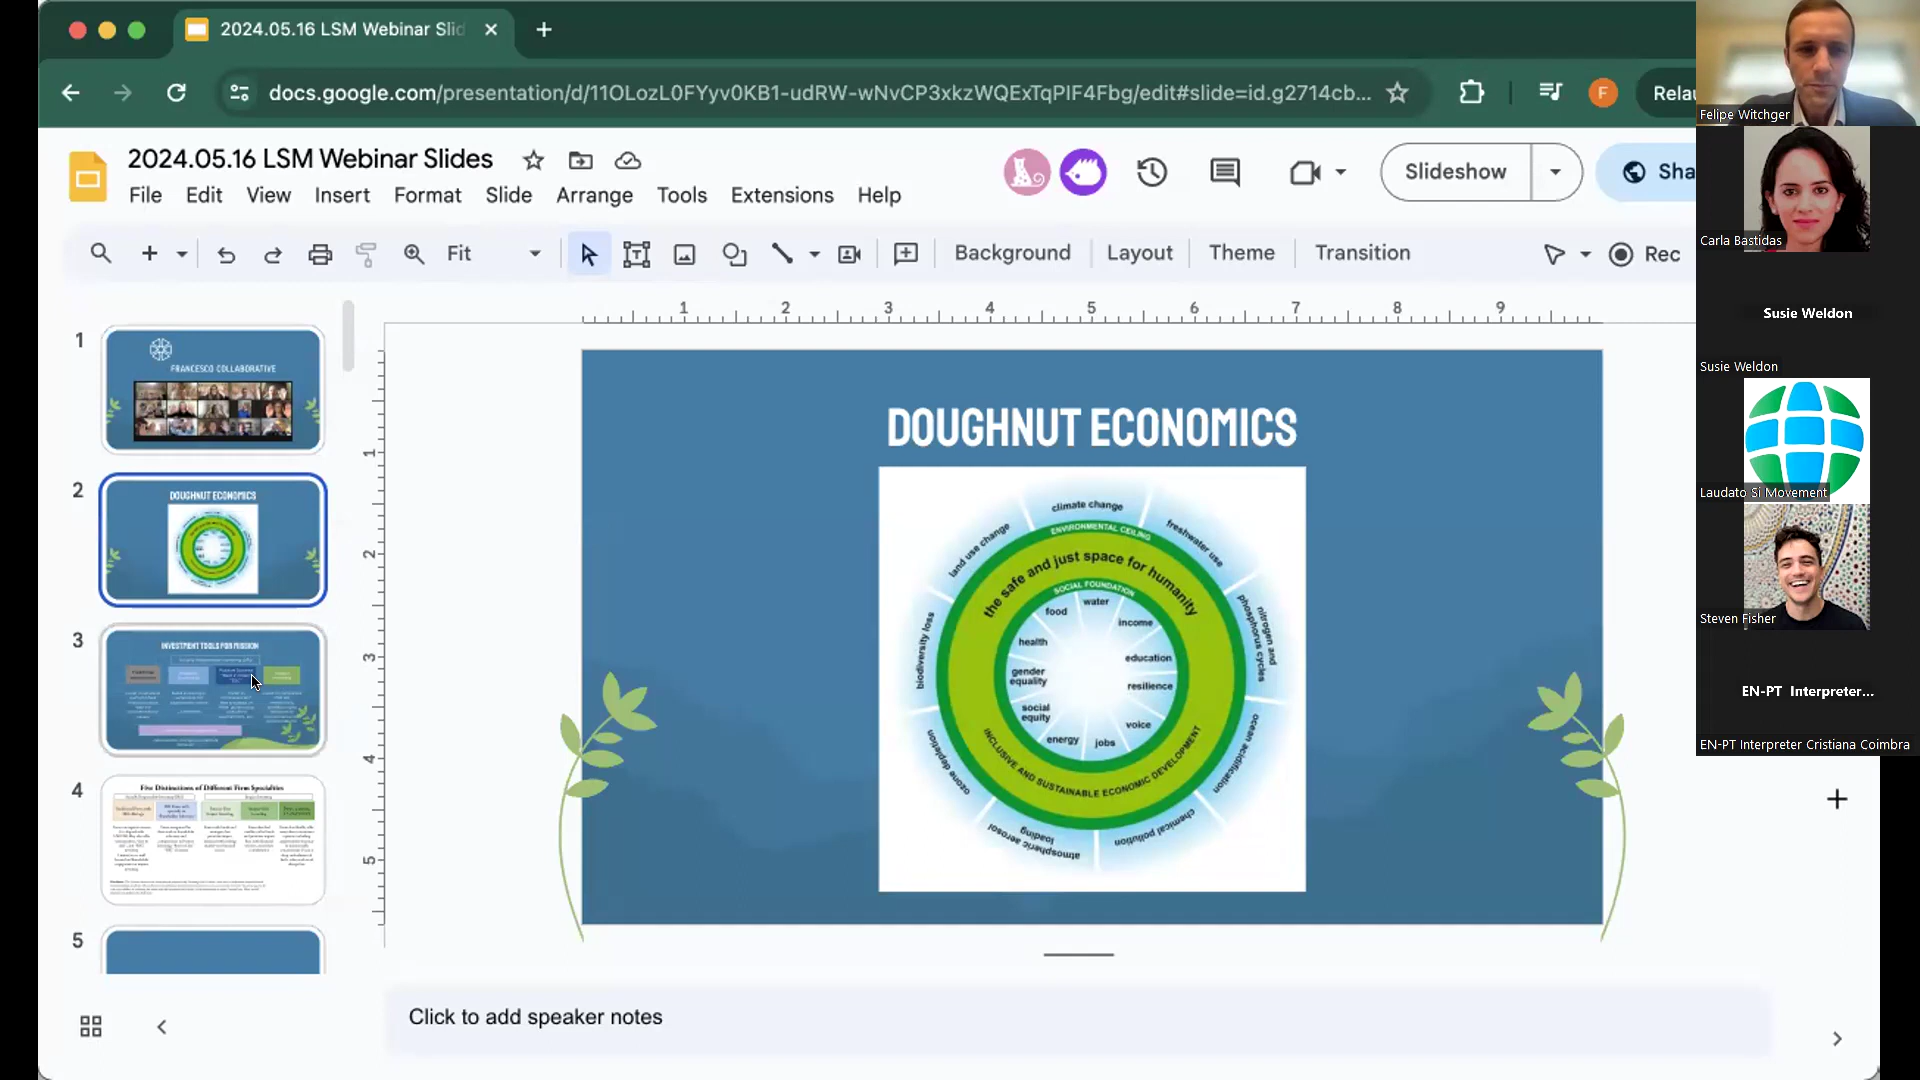 2024.05.16 LSM Webinar Slid
docs.google.com/presentation/d/11OLozL0FYyv0KB1-udRW-wNvCP3xkzWQExTqPIF4Fbg/edit#slide=id.g2714cb...
Relau
2024.05.16 LSM Webinar Slides
File Edit View Insert Format Slide Arrange Tools Extensions Help
Slideshow
Sha
Fit
Background
Layout
Theme
Transition
Rec
1 2 3 4 5 6 7 8 9
1
2
3
4
5
1
FRANCESCO COLLABORATIVE
2
DOUGHNUT ECONOMICS
3
INVESTMENT TOOLS FOR MISSION
4
Five Distinctions of Different Firm Specialties
5
DOUGHNUT ECONOMICS
climate change
freshwater use
nitrogen and
phosphorus cycles
ocean acidification
chemical pollution
atmospheric aerosol
loading
ozone depletion
biodiversity loss
land use change
ENVIRONMENTAL CEILING
the safe and just space for humanity
SOCIAL FOUNDATION
water
income
education
resilience
voice
jobs
energy
social
equity
gender
equality
health
food
INCLUSIVE AND SUSTAINABLE ECONOMIC DEVELOPMENT
Click to add speaker notes
F
Felipe Witchger
Carla Bastidas
Susie Weldon
Susie Weldon
Laudato Si Movement
Steven Fisher
EN-PT Interpreter...
EN-PT Interpreter Cristiana Coimbra